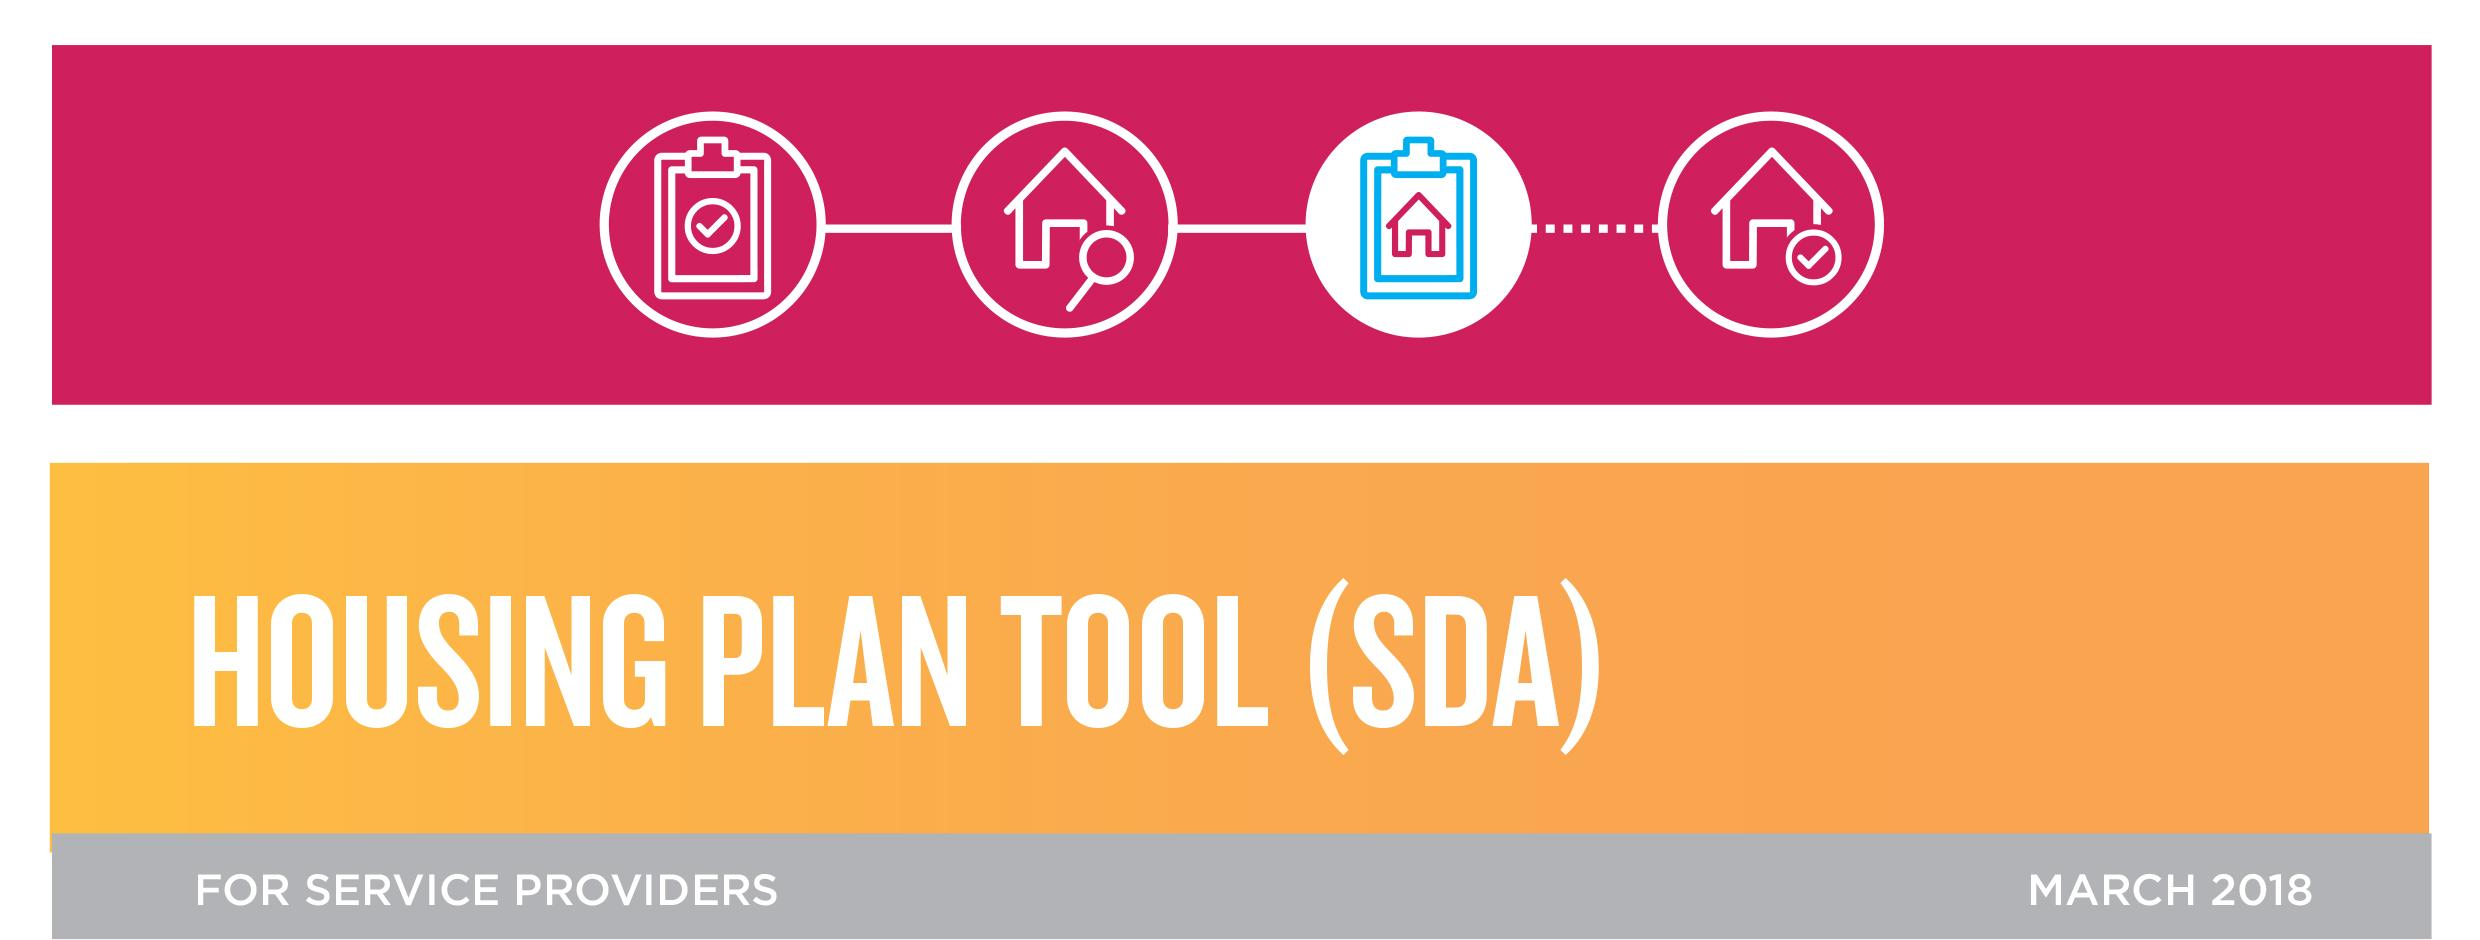 HOUSING PLAN TOOL (SDA)
FOR SERVICE PROVIDERS
MARCH 2018